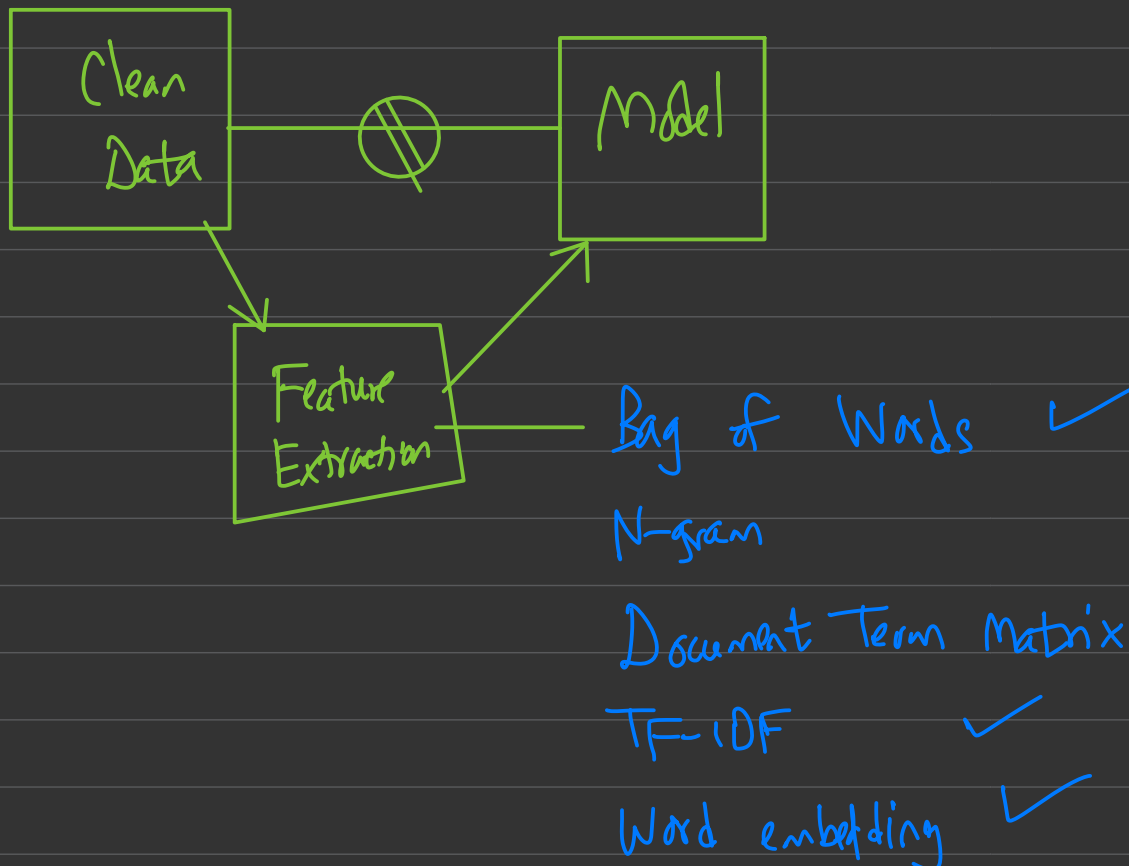 Clean
Data
Model
Feature
Extraction
Bag of Words
N-gram
Document Term Matrix
TF-IDF
Word embedding